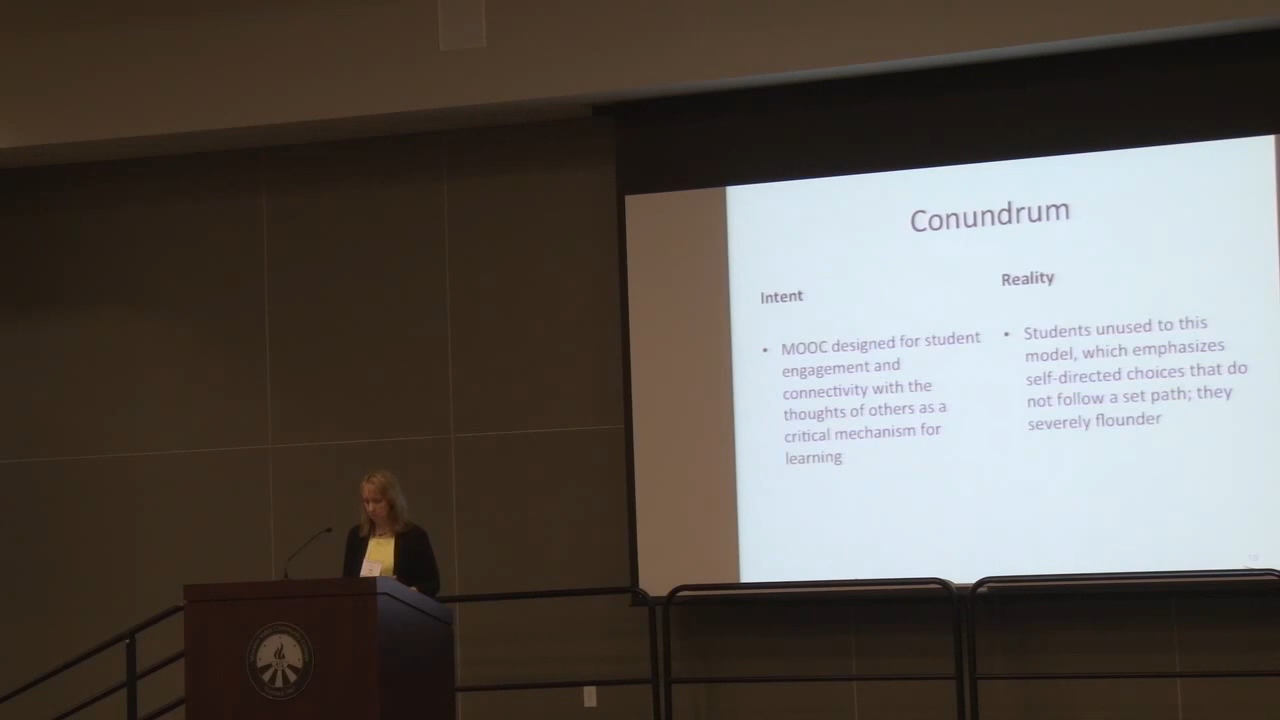 Conundrum
Intent
• MOOC designed for student
engagement and
connectivity with the
thoughts of others as a
critical mechanism for
learning
Reality
• Students unused to this
model, which emphasizes
self-directed choices that do
not follow a set path; they
severely flounder